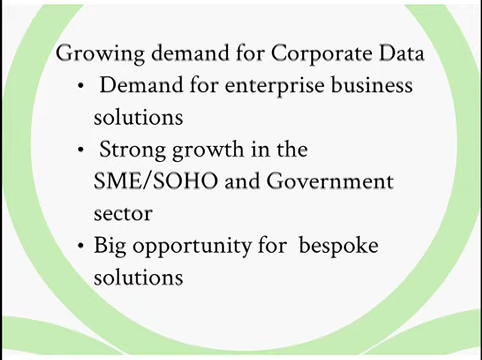 Growing demand for Corporate Data
• Demand for enterprise business
solutions
• Strong growth in the
SME/SOHO and Government
sector
• Big opportunity for bespoke
solutions